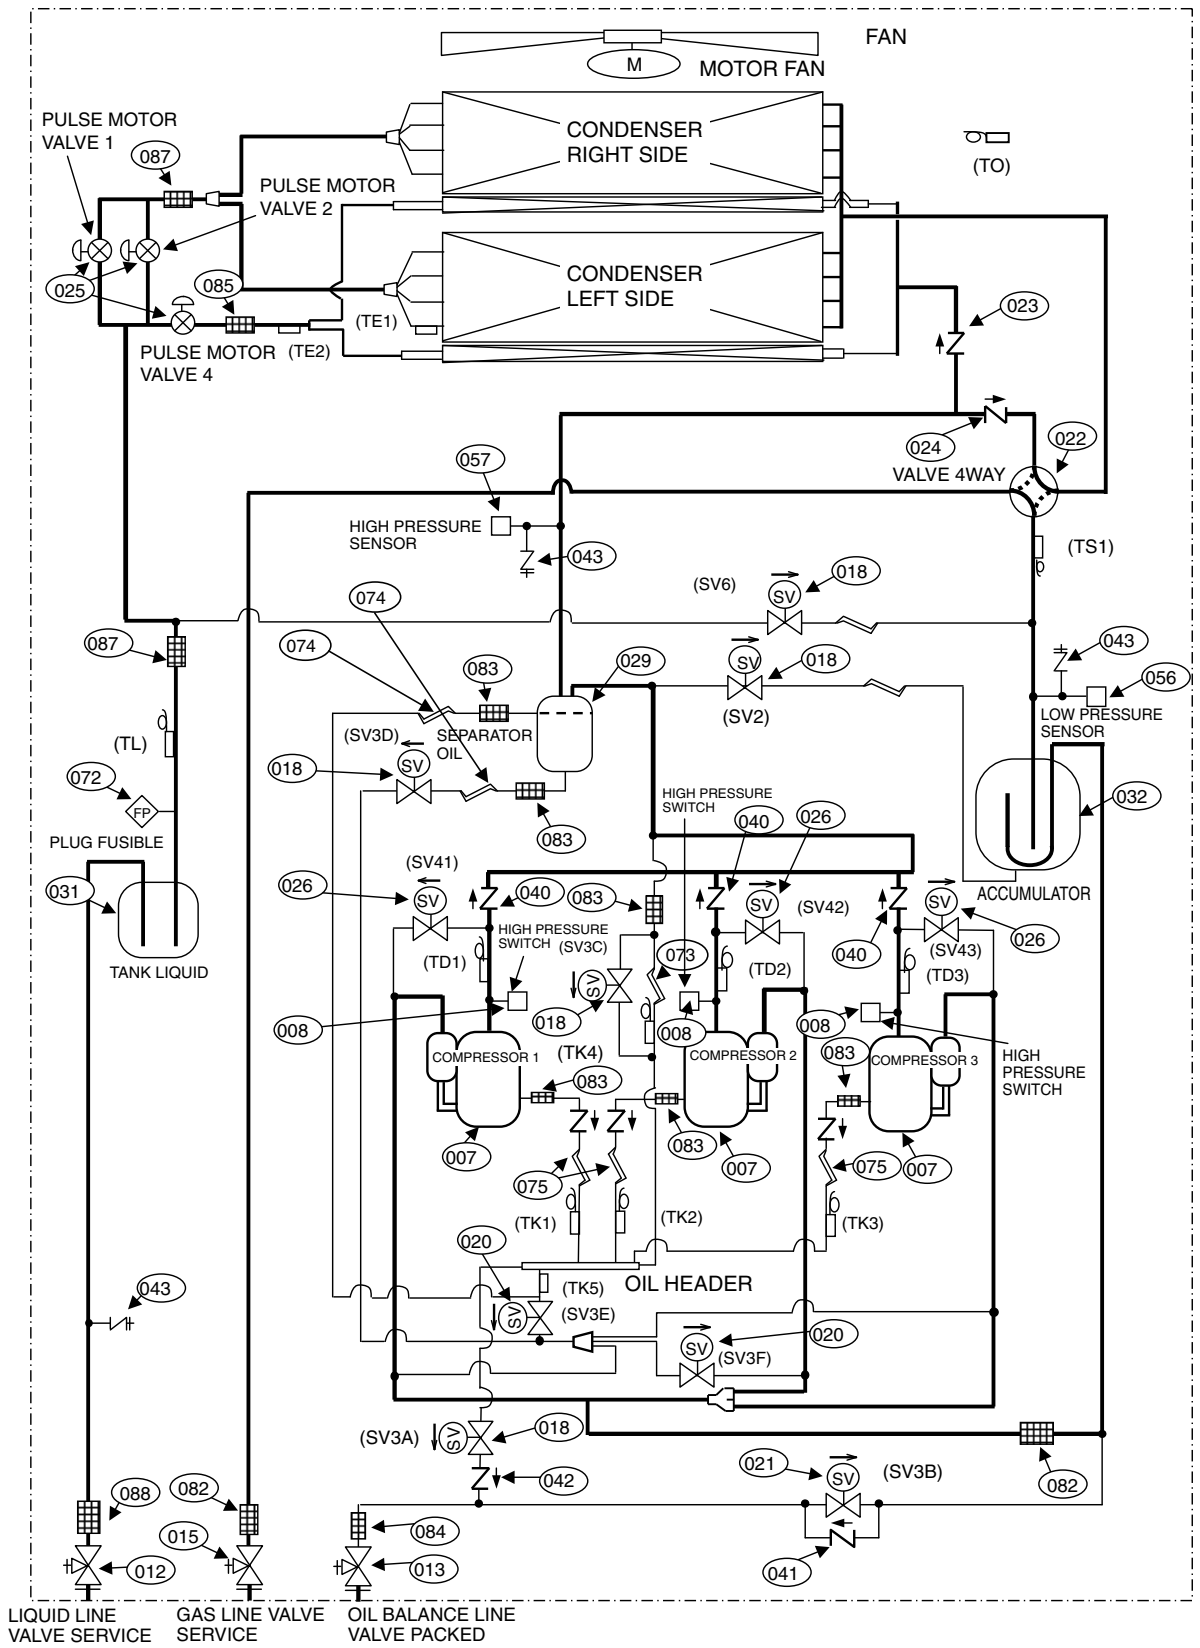 FAN
M
MOTOR FAN
PULSE MOTOR
VALVE 1
087
CONDENSER
RIGHT SIDE
(TO)
PULSE MOTOR
VALVE 2
CONDENSER
LEFT SIDE
025
085
(TE1)
(TE2)
023
PULSE MOTOR
VALVE 4
024
022
VALVE 4WAY
057
HIGH PRESSURE
SENSOR
043
(TS1)
(SV6)
SV
018
074
087
074
083
029
SV
018
(SV2)
043
056
LOW PRESSURE
SENSOR
(TL)
(SV3D)
SEPARATOR
OIL
SV
018
072
FP
PLUG FUSIBLE
083
HIGH PRESSURE
SWITCH
040
026
032
031
TANK LIQUID
(SV41)
026
SV
040
083
SV
(SV42)
SV
ACCUMULATOR
026
040
(SV43)
HIGH PRESSURE
SWITCH
(SV3C)
073
(TD1)
(TD2)
(TD3)
SV
018
008
008
008
HIGH
PRESSURE
SWITCH
COMPRESSOR 1
(TK4)
COMPRESSOR 2
083
COMPRESSOR 3
083
083
007
007
007
075
075
(TK1)
(TK2)
(TK3)
020
OIL HEADER
(TK5)
043
SV
(SV3E)
SV
020
(SV3F)
(SV3A)
SV
018
042
021
SV
(SV3B)
082
041
088
082
084
012
015
013
LIQUID LINE
VALVE SERVICE
GAS LINE VALVE
SERVICE
OIL BALANCE LINE
VALVE PACKED